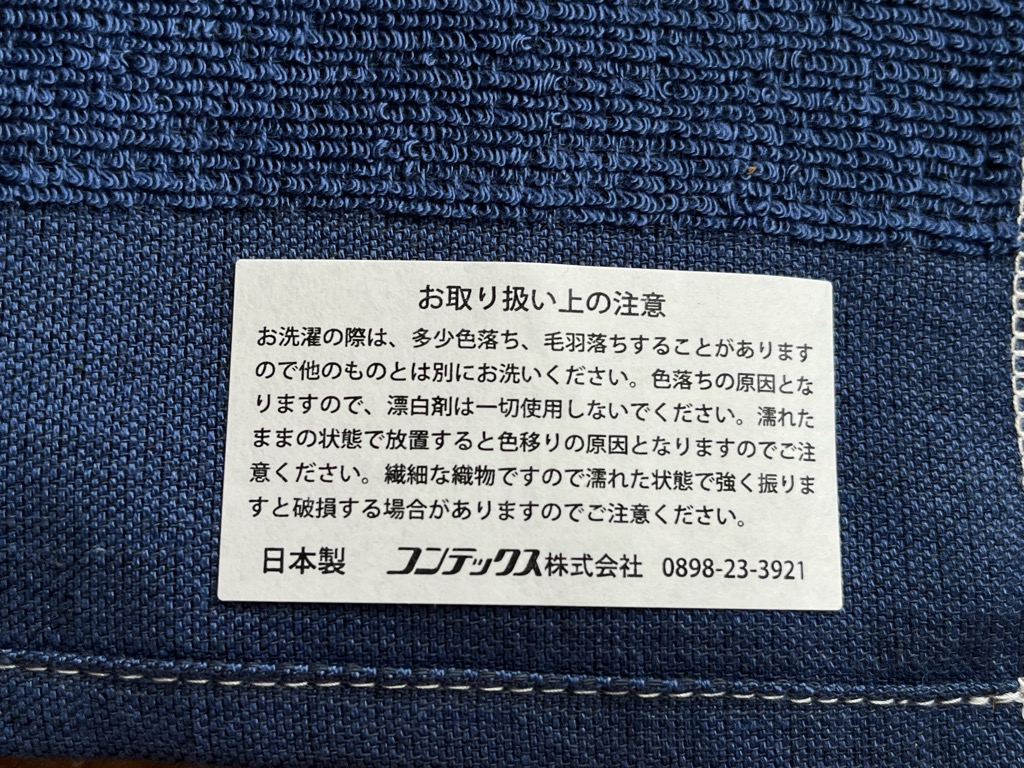 お取り扱い上の注意
お洗濯の際は、多少色落ち、毛羽落ちすることがあります
ので他のものとは別にお洗いください。色落ちの原因とな
りますので、漂白剤は一切使用しないでください。濡れた
ままの状態で放置すると色移りの原因となりますのでご注
意ください。繊細な織物ですので濡れた状態で強く振りま
すと破損する場合がありますのでご注意ください。
日本製 コンテックス株式会社 0898-23-3921